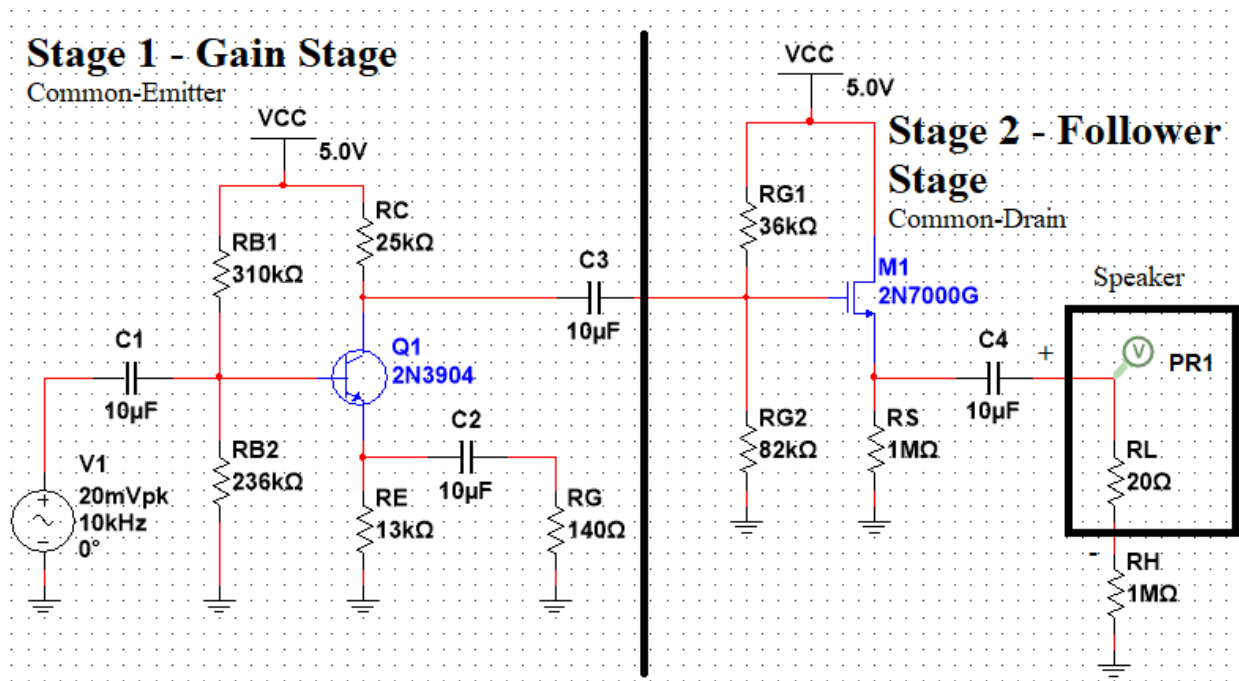 Stage 1 - Gain Stage
Common-Emitter
VCC
5.0V
RB1
310kΩ
RC
25kΩ
C3
10µF
C1
10µF
Q1
2N3904
C2
10µF
V1
20mVpk
10kHz
0°
RB2
236kΩ
RE
13kΩ
RG
140Ω
VCC
5.0V
Stage 2 - Follower
Stage
Common-Drain
RG1
36kΩ
M1
2N7000G
Speaker
C4
10µF
+
V
PR1
RG2
82kΩ
RS
1MΩ
RL
20Ω
-
RH
1MΩ